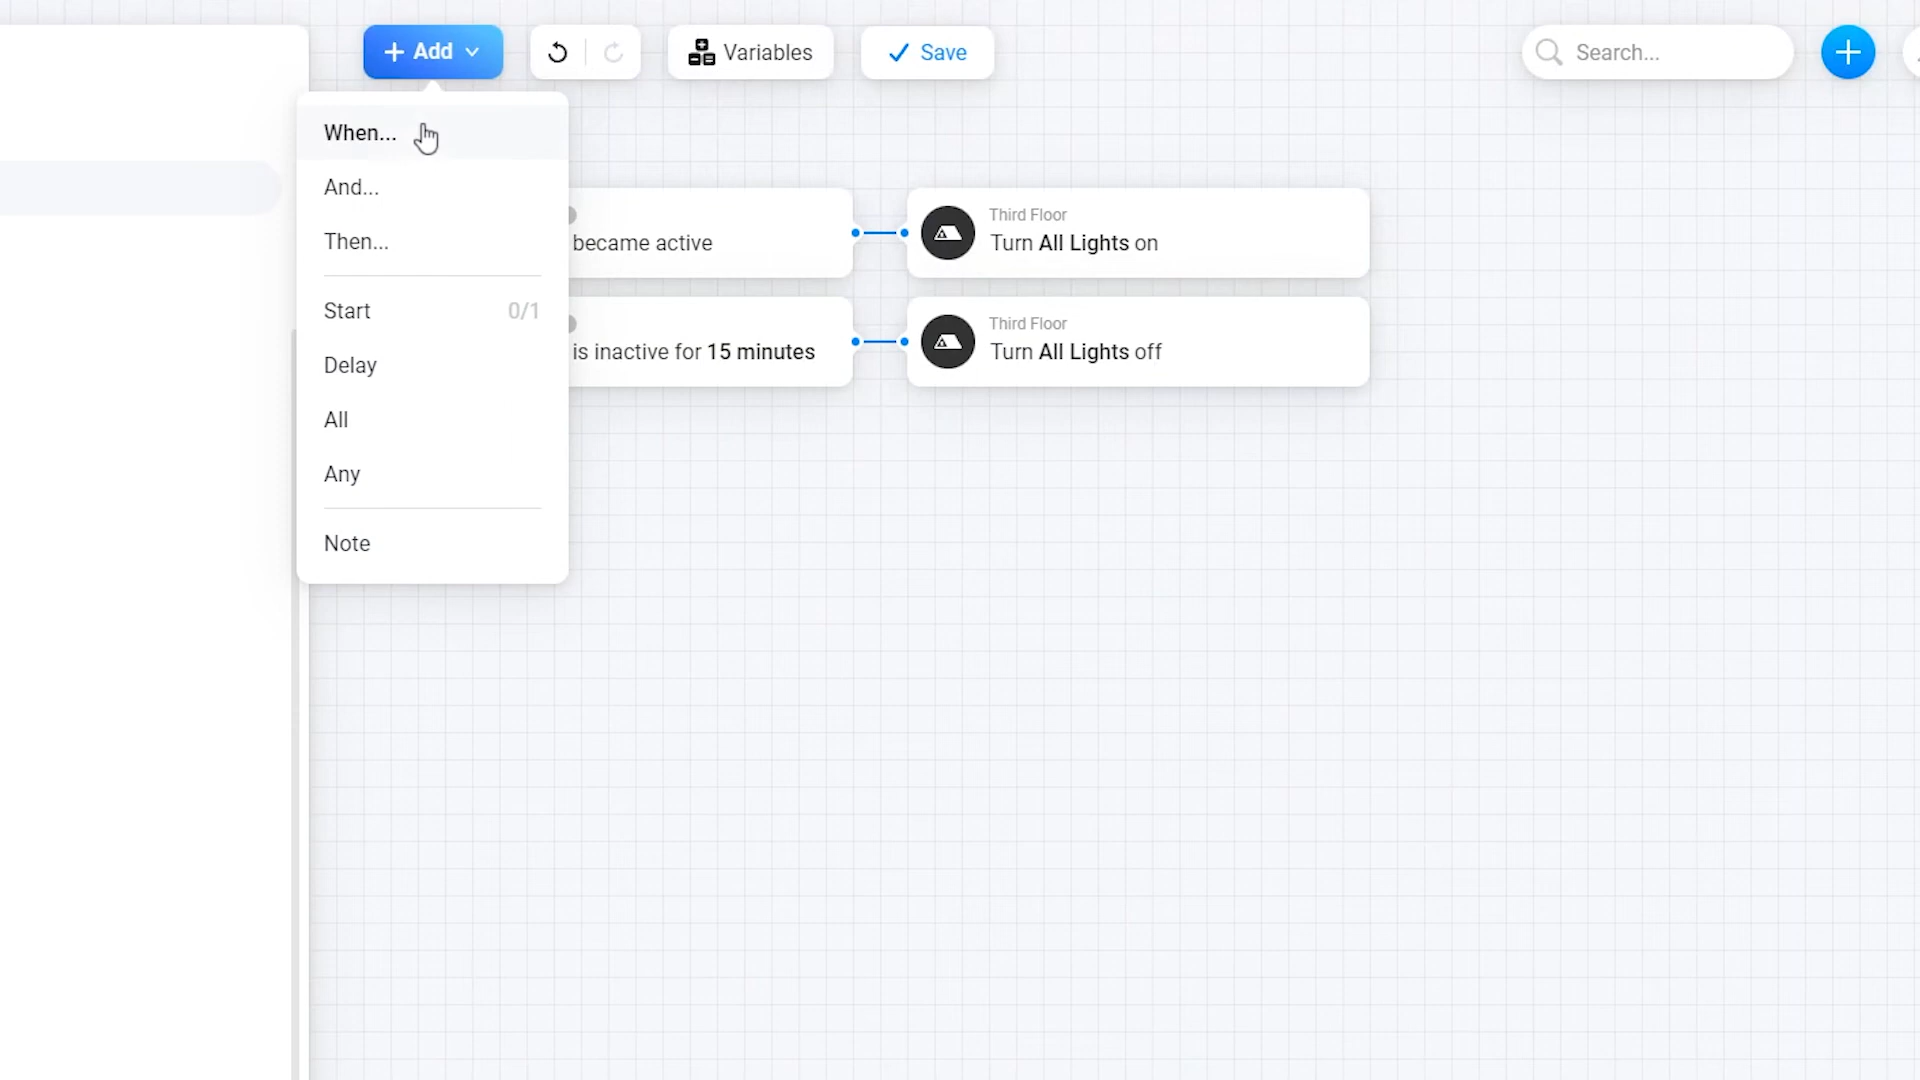 Add
Variables
Save
Search...
When...
And...
Then...
Start 0/1
Delay
All
Any
Note
became active
Third Floor
Turn All Lights on
is inactive for 15 minutes
Third Floor
Turn All Lights off